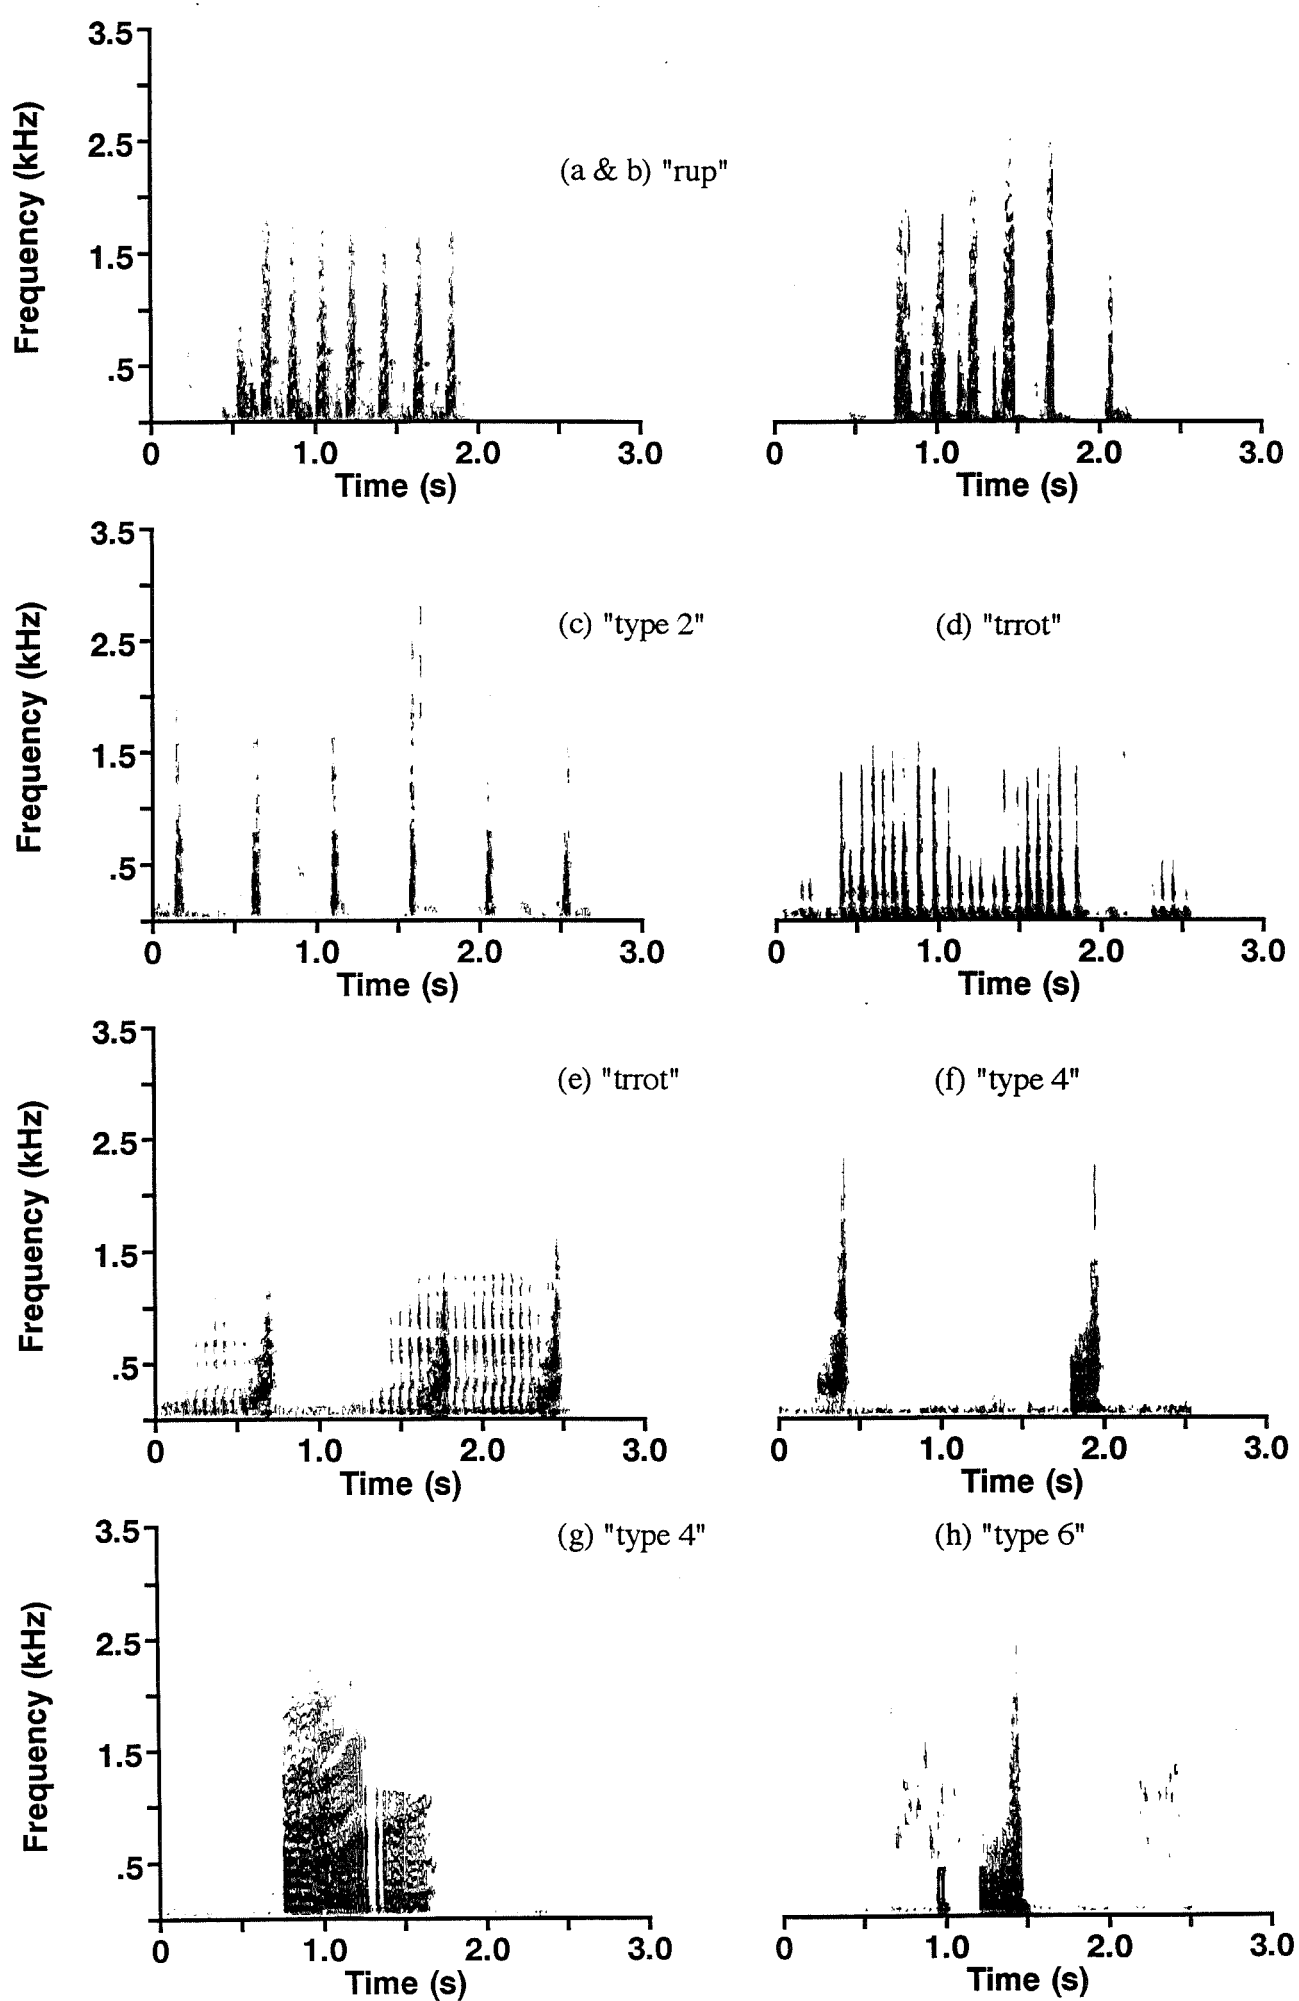 3.5
2.5
1.5
.5
Frequency (kHz)
(a & b) "rup"
0 1.0 2.0 3.0
Time (s)
0 1.0 2.0 3.0
Time (s)
3.5
2.5
1.5
.5
Frequency (kHz)
(c) "type 2"
(d) "trrot"
0 1.0 2.0 3.0
Time (s)
0 1.0 2.0 3.0
Time (s)
3.5
2.5
1.5
.5
Frequency (kHz)
(e) "trrot"
(f) "type 4"
0 1.0 2.0 3.0
Time (s)
0 1.0 2.0 3.0
Time (s)
3.5
2.5
1.5
.5
Frequency (kHz)
(g) "type 4"
(h) "type 6"
0 1.0 2.0 3.0
Time (s)
0 1.0 2.0 3.0
Time (s)